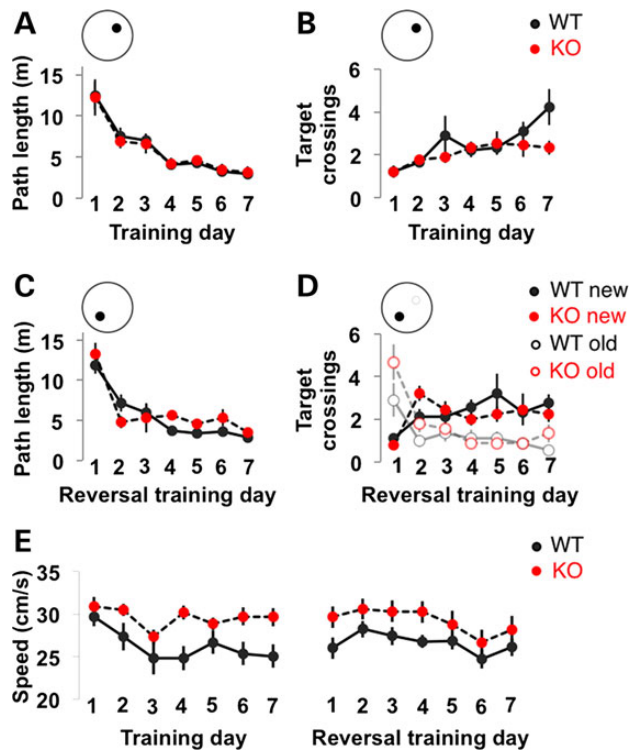 A
Path length (m)
15
10
5
0
1 2 3 4 5 6 7
Training day
B
WT
KO
Target
crossings
6
4
2
0
1 2 3 4 5 6 7
Training day
C
Path length (m)
15
10
5
0
1 2 3 4 5 6 7
Reversal training day
D
WT new
KO new
WT old
KO old
Target
crossings
6
4
2
0
1 2 3 4 5 6 7
Reversal training day
E
WT
KO
Speed (cm/s)
35
30
25
20
1 2 3 4 5 6 7
Training day
1 2 3 4 5 6 7
Reversal training day